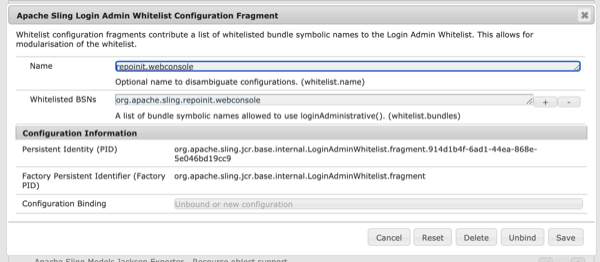 Apache Sling Login Admin Whitelist Configuration Fragment
Whitelist configuration fragments contribute a list of whitelisted bundle symbolic names to the Login Admin Whitelist. This allows for
modularisation of the whitelist.
Name
repoinit.webconsole
Optional name to disambiguate configurations. (whitelist.name)
Whitelisted BSNs
org.apache.sling.repoinit.webconsole
+ -
A list of bundle symbolic names allowed to use loginAdministrative(). (whitelist.bundles)
Configuration Information
Persistent Identity (PID)
org.apache.sling.jcr.base.internal.LoginAdminWhitelist.fragment.914d1b4f-6ad1-44ea-868e-
5e046bd19cc9
Factory Persistent Identifier (Factory
PID)
org.apache.sling.jcr.base.internal.LoginAdminWhitelist.fragment
Configuration Binding
Unbound or new configuration
Cancel Reset Delete Unbind Save
Apache Sling Models Jackson Exporter - Resource object support